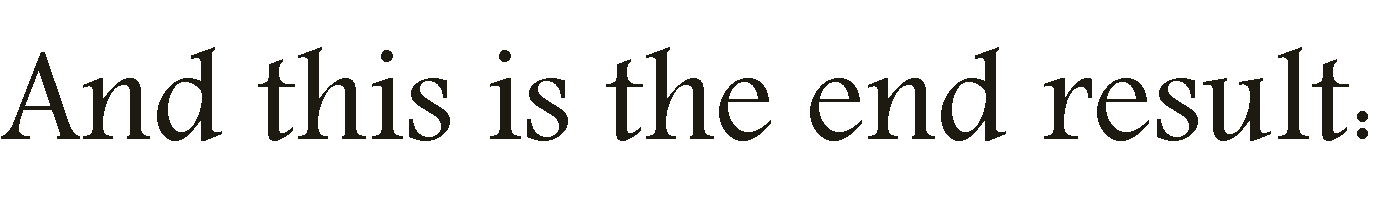 And this is the end result: